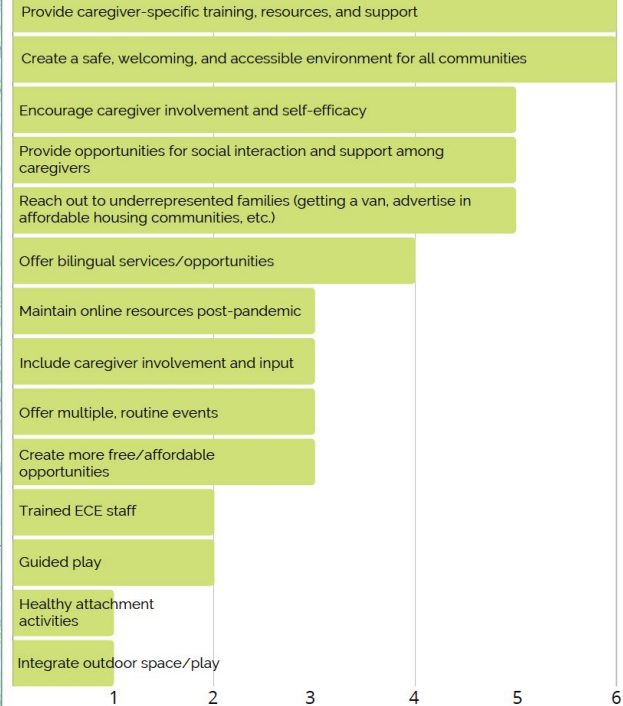 Provide caregiver-specific training, resources, and support
Create a safe, welcoming, and accessible environment for all communities
Encourage caregiver involvement and self-efficacy
Provide opportunities for social interaction and support among
caregivers
Reach out to underrepresented families (getting a van, advertise in
affordable housing communities, etc.)
Offer bilingual services/opportunities
Maintain online resources post-pandemic
Include caregiver involvement and input
Offer multiple, routine events
Create more free/affordable
opportunities
Trained ECE staff
Guided play
Healthy attachment
activities
Integrate outdoor space/play
1 2 3 4 5 6